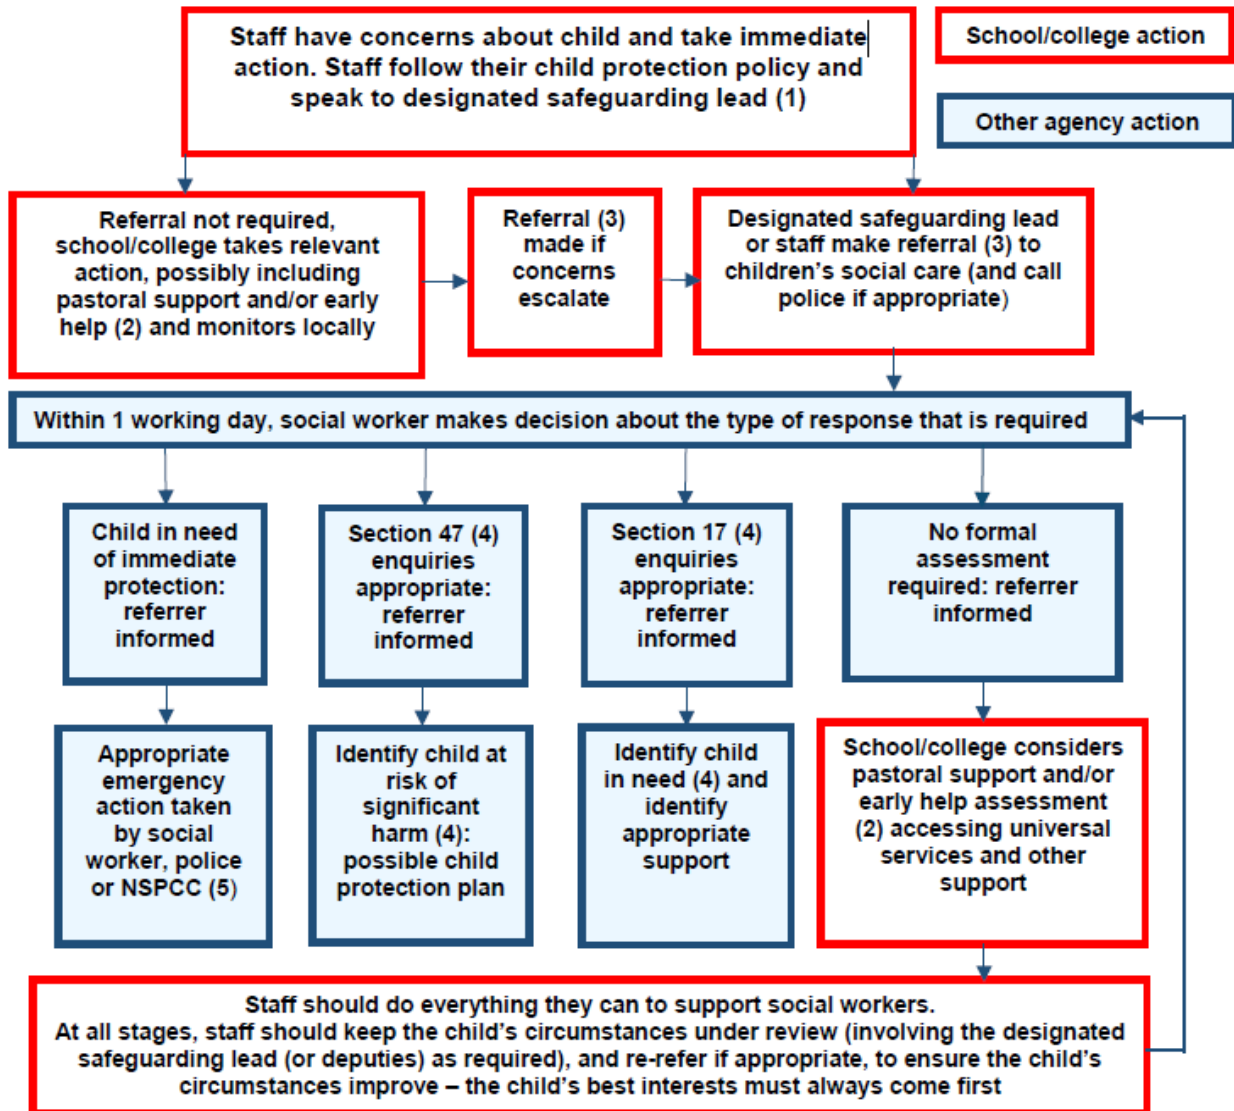 Staff have concerns about child and take immediate
action. Staff follow their child protection policy and
speak to designated safeguarding lead (1)
School/college action
Other agency action
Referral not required,
school/college takes relevant
action, possibly including
pastoral support and/or early
help (2) and monitors locally
Referral (3)
made if
concerns
escalate
Designated safeguarding lead
or staff make referral (3) to
children’s social care (and call
police if appropriate)
Within 1 working day, social worker makes decision about the type of response that is required
Child in need
of immediate
protection:
referrer
informed
Section 47 (4)
enquiries
appropriate:
referrer
informed
Section 17 (4)
enquiries
appropriate:
referrer
informed
No formal
assessment
required: referrer
informed
Appropriate
emergency
action taken
by social
worker, police
or NSPCC (5)
Identify child at
risk of
significant
harm (4):
possible child
protection plan
Identify child
in need (4) and
identify
appropriate
support
School/college considers
pastoral support and/or
early help assessment
(2) accessing universal
services and other
support
Staff should do everything they can to support social workers.
At all stages, staff should keep the child’s circumstances under review (involving the designated
safeguarding lead (or deputies) as required), and re-refer if appropriate, to ensure the child’s
circumstances improve – the child’s best interests must always come first